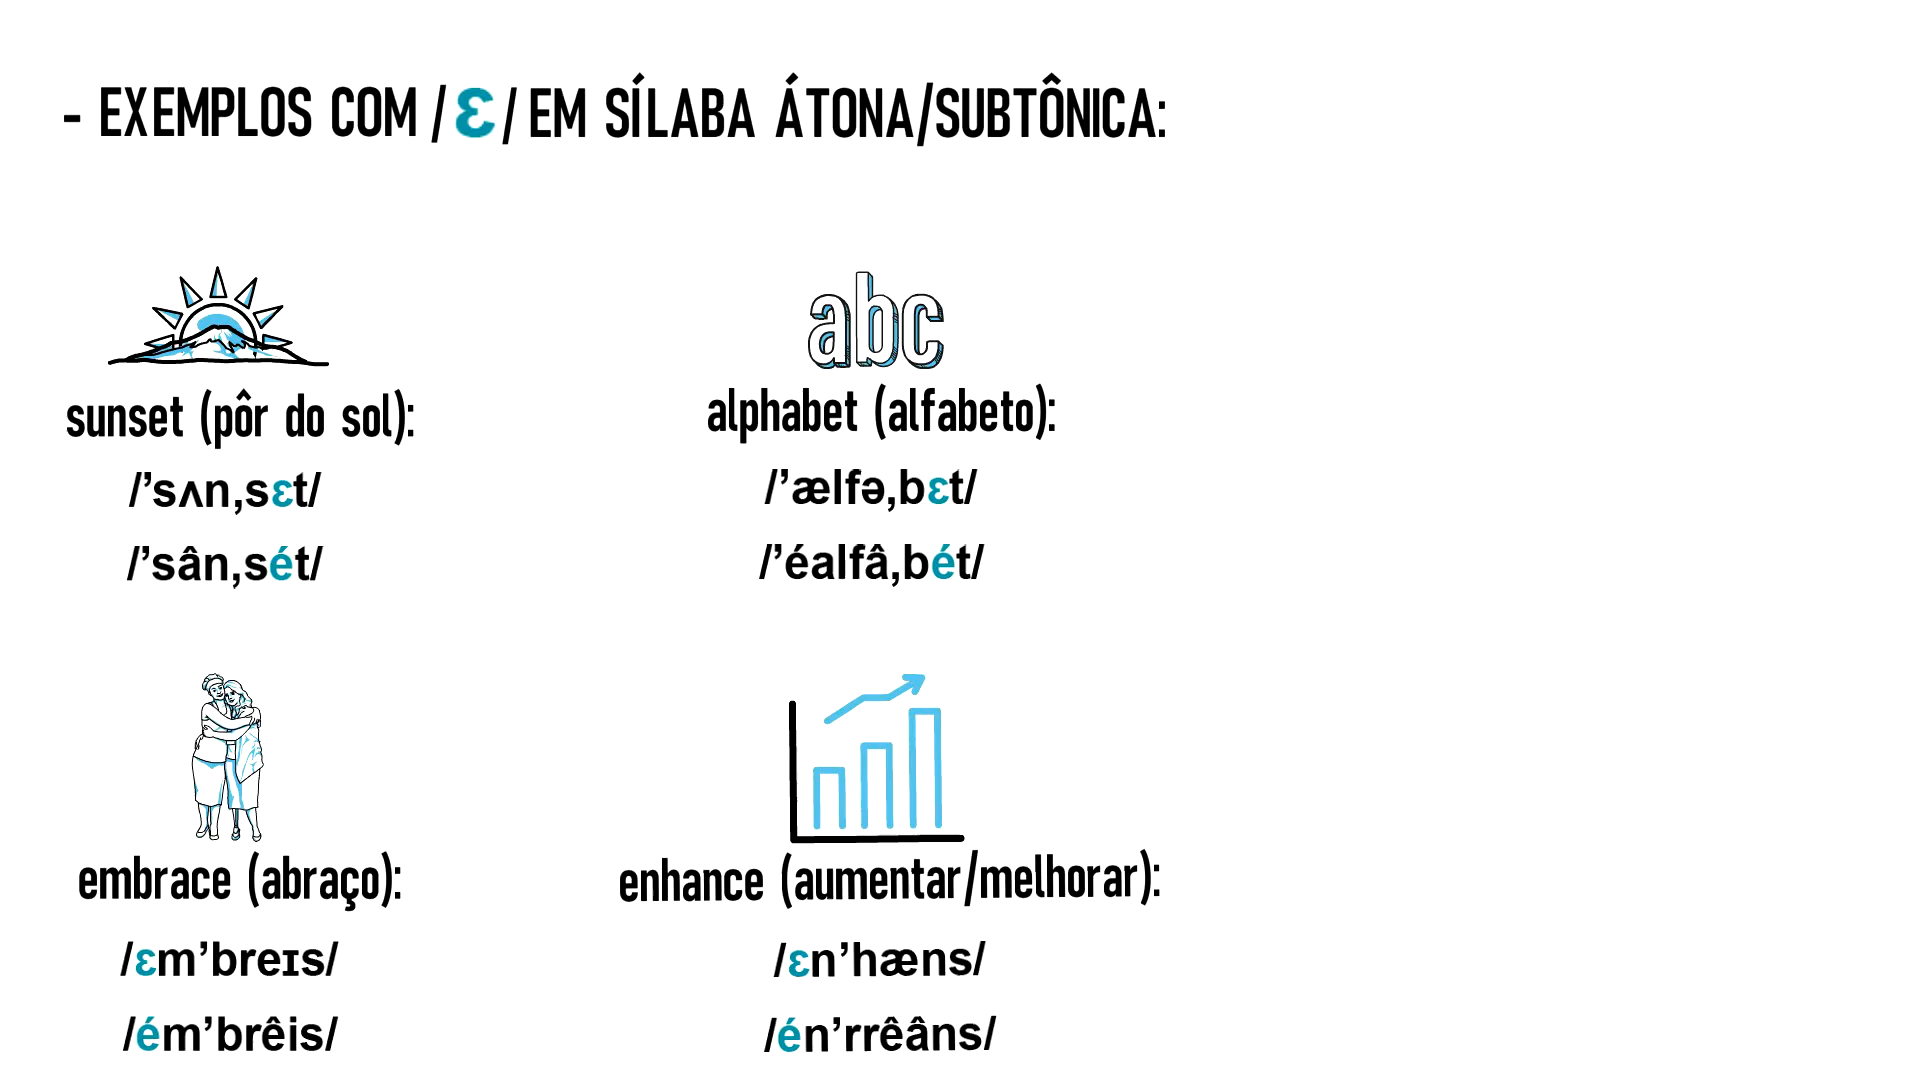 - EXEMPLOS COM /ɛ/ EM SÍLABA ÁTONA/SUBTÔNICA:
abc
sunset (pôr do sol):
/’sʌn,sɛt/
/’sân,sét/
alphabet (alfabeto):
/’ælfə,bɛt/
/’éalfâ,bét/
embrace (abraço):
/ɛm’breɪs/
/ém’brêis/
enhance (aumentar/melhorar):
/ɛn’hæns/
/én’rrêâns/